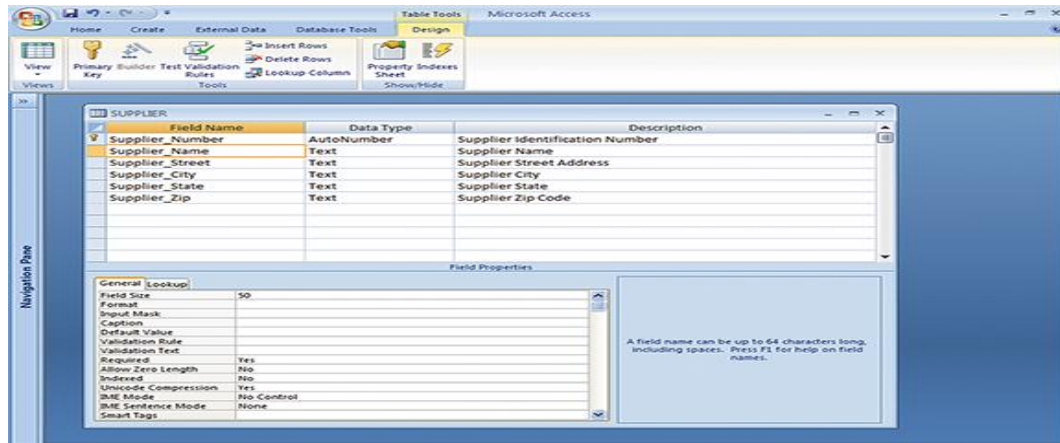 Table Tools Microsoft Access
Home Create External Data Database Tools Design
View
Primary Key
Builder
Test Validation Rules
Insert Rows
Delete Rows
Lookup Column
Property Sheet
Indexes
Views Tools Show/Hide
SUPPLIER
Field Name Data Type Description
Supplier_Number AutoNumber Supplier Identification Number
Supplier_Name Text Supplier Name
Supplier_Street Text Supplier Street Address
Supplier_City Text Supplier City
Supplier_State Text Supplier State
Supplier_Zip Text Supplier Zip Code
Navigation Pane
Field Properties
General Lookup
Field Size 50
Format
Input Mask
Caption
Default Value
Validation Rule
Validation Text
Required Yes
Allow Zero Length No
Indexed No
Unicode Compression Yes
IME Mode No Control
IME Sentence Mode None
Smart Tags
A field name can be up to 64 characters long,
including spaces. Press F1 for help on field
names.